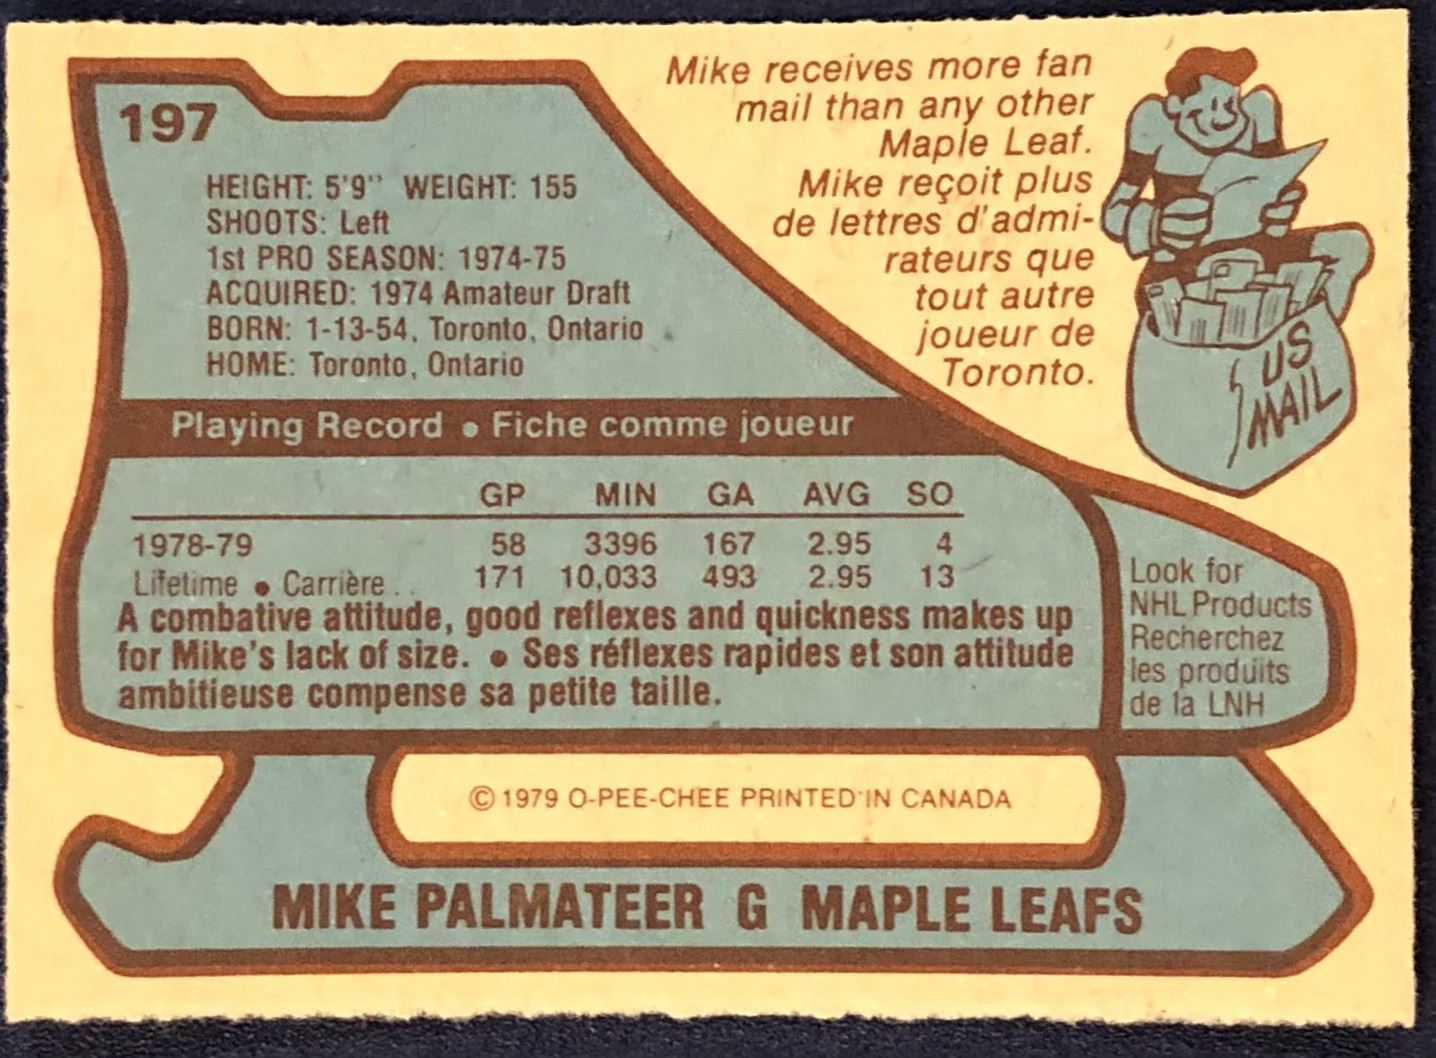 197
HEIGHT: 5'9" WEIGHT: 155
SHOOTS: Left
1st PRO SEASON: 1974-75
ACQUIRED: 1974 Amateur Draft
BORN: 1-13-54, Toronto, Ontario
HOME: Toronto, Ontario
Mike receives more fan
mail than any other
Maple Leaf.
Mike reçoit plus
de lettres d'admi-
rateurs que
tout autre
joueur de
Toronto.
US
MAIL
Playing Record • Fiche comme joueur
GP MIN GA AVG SO
1978-79 58 3396 167 2.95 4
Lifetime • Carrière.. 171 10,033 493 2.95 13
A combative attitude, good reflexes and quickness makes up
for Mike's lack of size. • Ses réflexes rapides et son attitude
ambitieuse compense sa petite taille.
Look for
NHL Products
Recherchez
les produits
de la LNH
© 1979 O-PEE-CHEE PRINTED IN CANADA
MIKE PALMATEER G MAPLE LEAFS